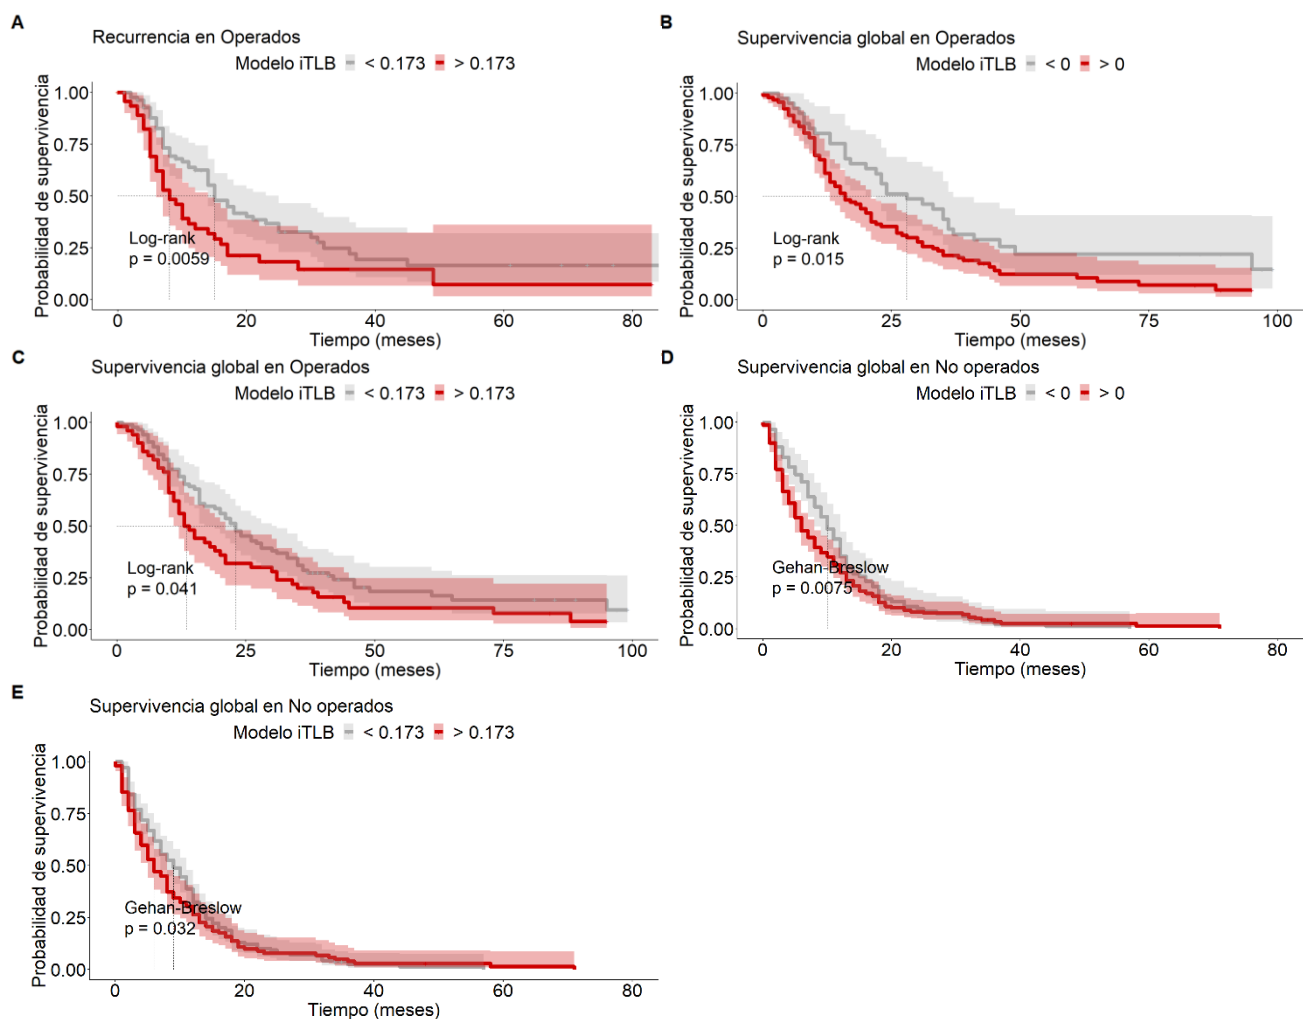 A
Recurrencia en Operados
Modelo iTLB < 0.173 > 0.173
Probabilidad de supervivencia
1.00
0.75
0.50
0.25
0.00
Log-rank
p = 0.0059
0 20 40 60 80
Tiempo (meses)
B
Supervivencia global en Operados
Modelo iTLB < 0 > 0
Probabilidad de supervivencia
1.00
0.75
0.50
0.25
0.00
Log-rank
p = 0.015
0 25 50 75 100
Tiempo (meses)
C
Supervivencia global en Operados
Modelo iTLB < 0.173 > 0.173
Probabilidad de supervivencia
1.00
0.75
0.50
0.25
0.00
Log-rank
p = 0.041
0 25 50 75 100
Tiempo (meses)
D
Supervivencia global en No operados
Modelo iTLB < 0 > 0
Probabilidad de supervivencia
1.00
0.75
0.50
0.25
0.00
Gehan-Breslow
p = 0.0075
0 20 40 60 80
Tiempo (meses)
E
Supervivencia global en No operados
Modelo iTLB < 0.173 > 0.173
Probabilidad de supervivencia
1.00
0.75
0.50
0.25
0.00
Gehan-Breslow
p = 0.032
0 20 40 60 80
Tiempo (meses)